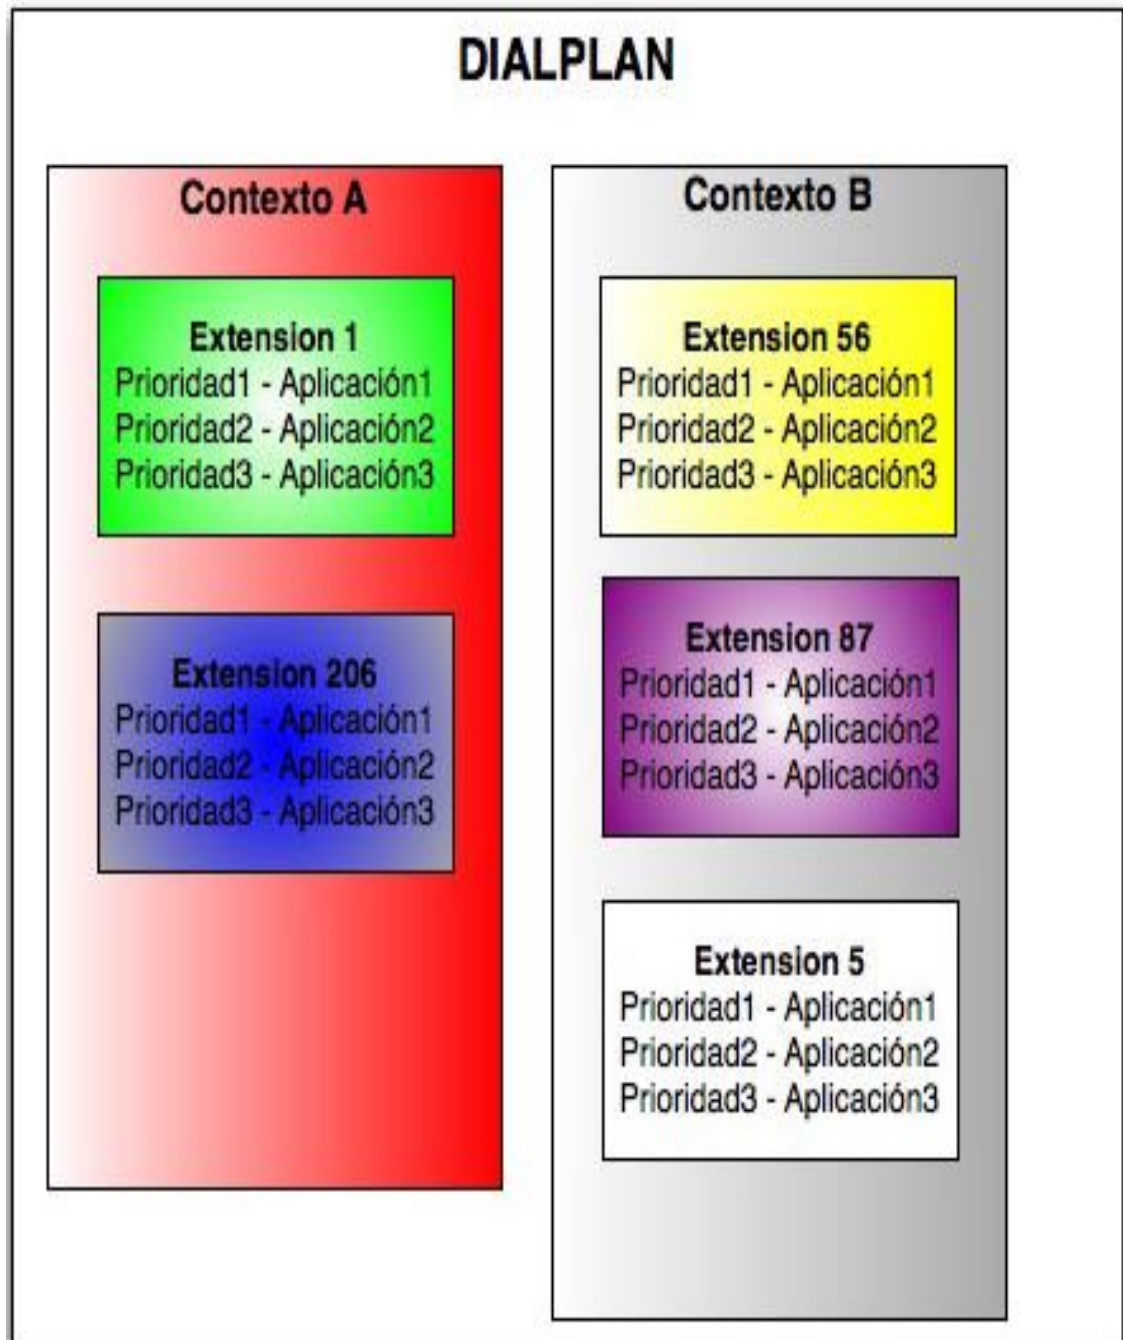 DIALPLAN
Contexto A
Extension 1
Prioridad1 - Aplicación1
Prioridad2 - Aplicación2
Prioridad3 - Aplicación3
Extension 206
Prioridad1 - Aplicación1
Prioridad2 - Aplicación2
Prioridad3 - Aplicación3
Contexto B
Extension 56
Prioridad1 - Aplicación1
Prioridad2 - Aplicación2
Prioridad3 - Aplicación3
Extension 87
Prioridad1 - Aplicación1
Prioridad2 - Aplicación2
Prioridad3 - Aplicación3
Extension 5
Prioridad1 - Aplicación1
Prioridad2 - Aplicación2
Prioridad3 - Aplicación3